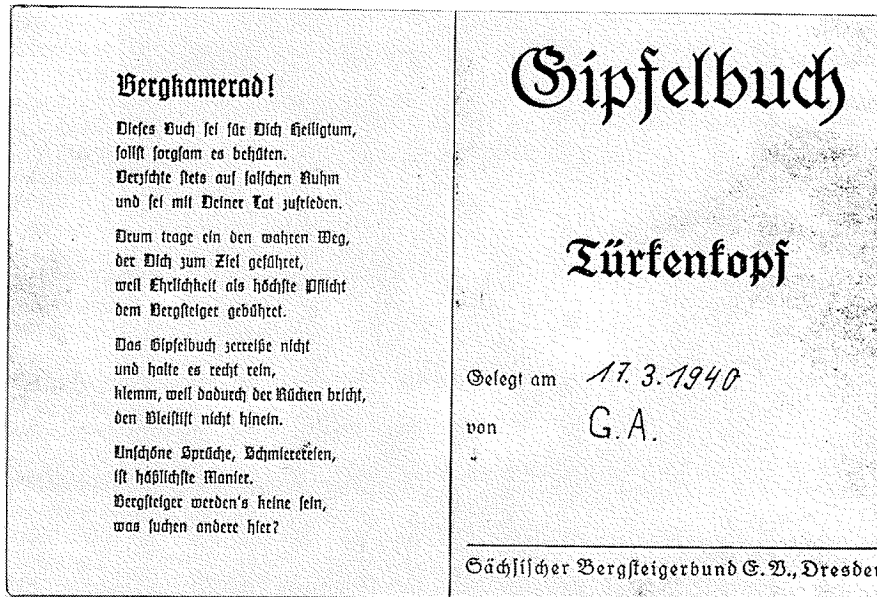 Bergkamerad!
Dieses Buch sei für Dich Heiligtum,
sollst sorgsam es behüten.
Verzichte stets auf falschen Ruhm
und sei mit Deiner Tat zufrieden.
Drum trage ein den wahren Weg,
der Dich zum Ziel geführet,
weil Ehrlichkeit als höchste Pflicht
dem Bergsteiger gebühret.
Das Gipfelbuch zerreiße nicht
und halte es recht rein,
klemm, weil dadurch der Rücken bricht,
den Bleistift nicht hinein.
Unschöne Sprüche, Schmierereien,
ist häßlichste Manier.
Bergsteiger werden's keine sein,
was suchen andere hier?
Gipfelbuch
Türkenkopf
Gelegt am 17.3.1940
von G.A.
Sächsischer Bergsteigerbund E.V., Dresden